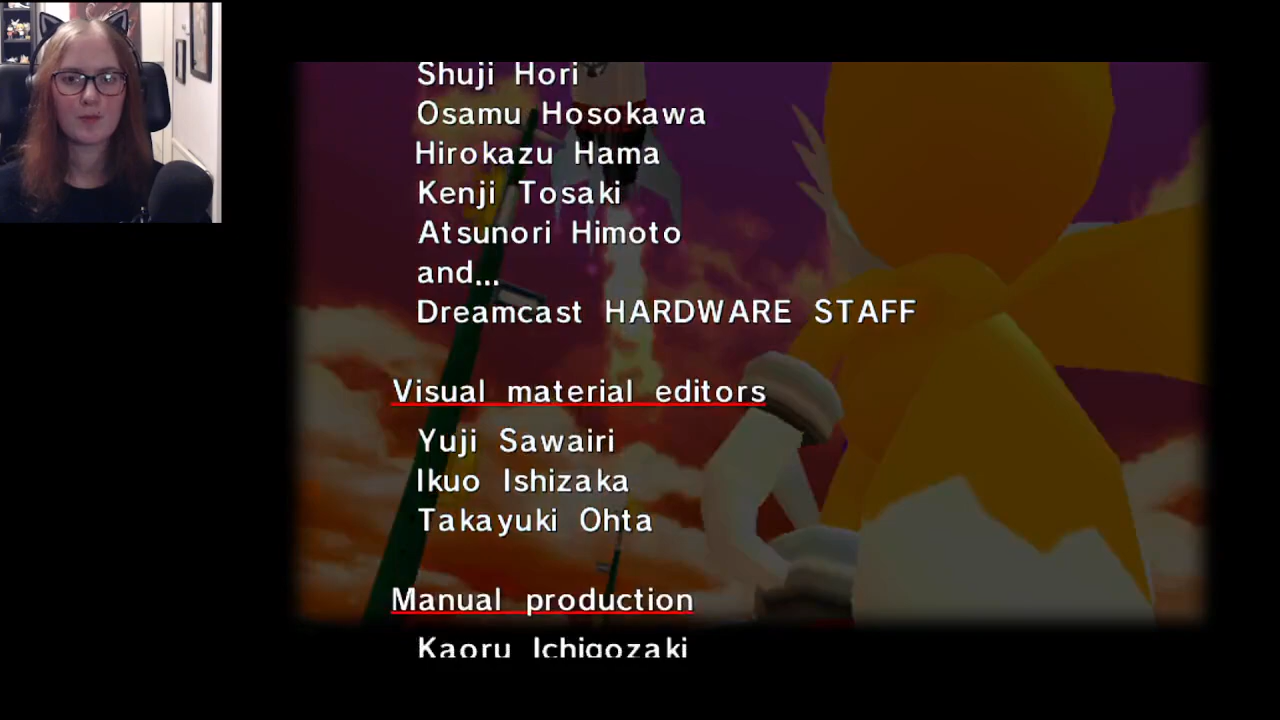 Shuji Hori
Osamu Hosokawa
Hirokazu Hama
Kenji Tosaki
Atsunori Himoto
and...
Dreamcast HARDWARE STAFF
Visual material editors
Yuji Sawairi
Ikuo Ishizaka
Takayuki Ohta
Manual production
Kaoru Ichigozaki